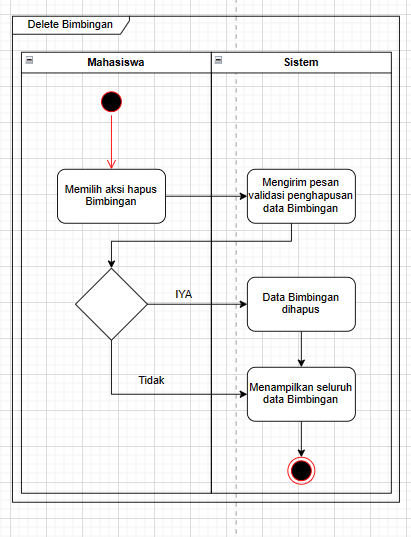 Delete Bimbingan
Mahasiswa
Sistem
Memilih aksi hapus
Bimbingan
Mengirim pesan
validasi penghapusan
data Bimbingan
IYA
Data Bimbingan
dihapus
Tidak
Menampilkan seluruh
data Bimbingan